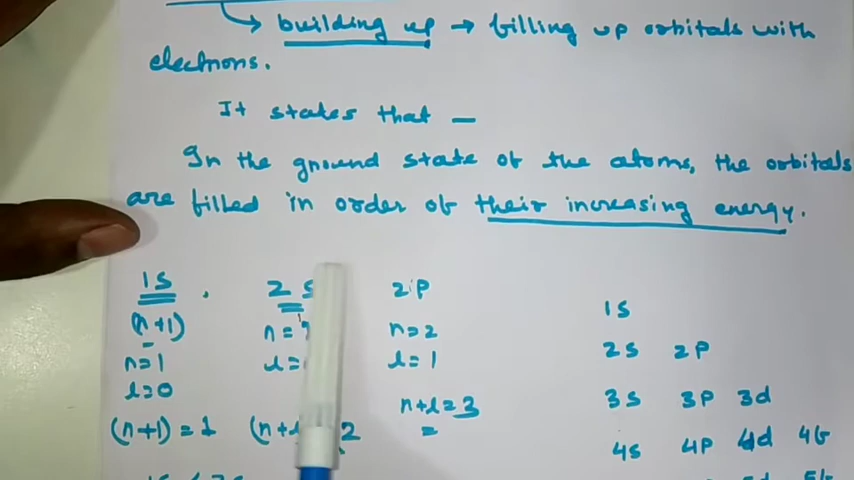 building up → filling up orbitals with
electrons.
It states that —
In the ground state of the atoms, the orbitals
are filled in order of their increasing energy.
1s . 2s 2p
1s
(n+l) n= n=2
2s 2p
n=1 l= l=1
l=0
n+l=3
3s 3p 3d
(n+l)=1 (n+ 2 =
4s 4p 4d 4f